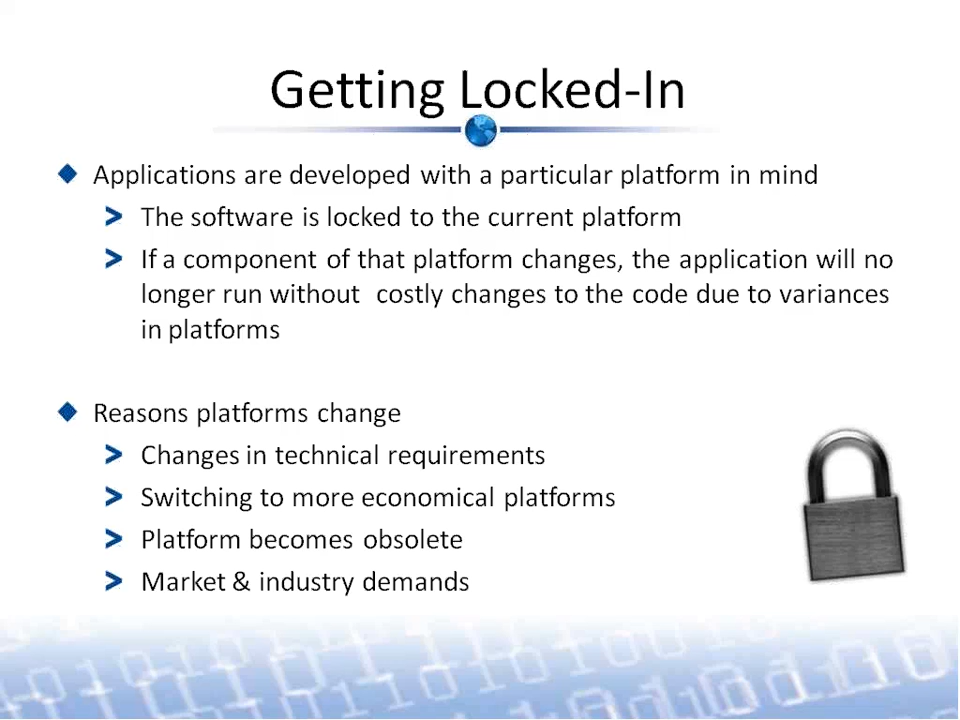 Getting Locked-In
Applications are developed with a particular platform in mind
The software is locked to the current platform
If a component of that platform changes, the application will no
longer run without costly changes to the code due to variances
in platforms
Reasons platforms change
Changes in technical requirements
Switching to more economical platforms
Platform becomes obsolete
Market & industry demands